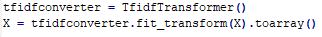 tfidfconverter = TfidfTransformer()
X = tfidfconverter.fit_transform(X).toarray()